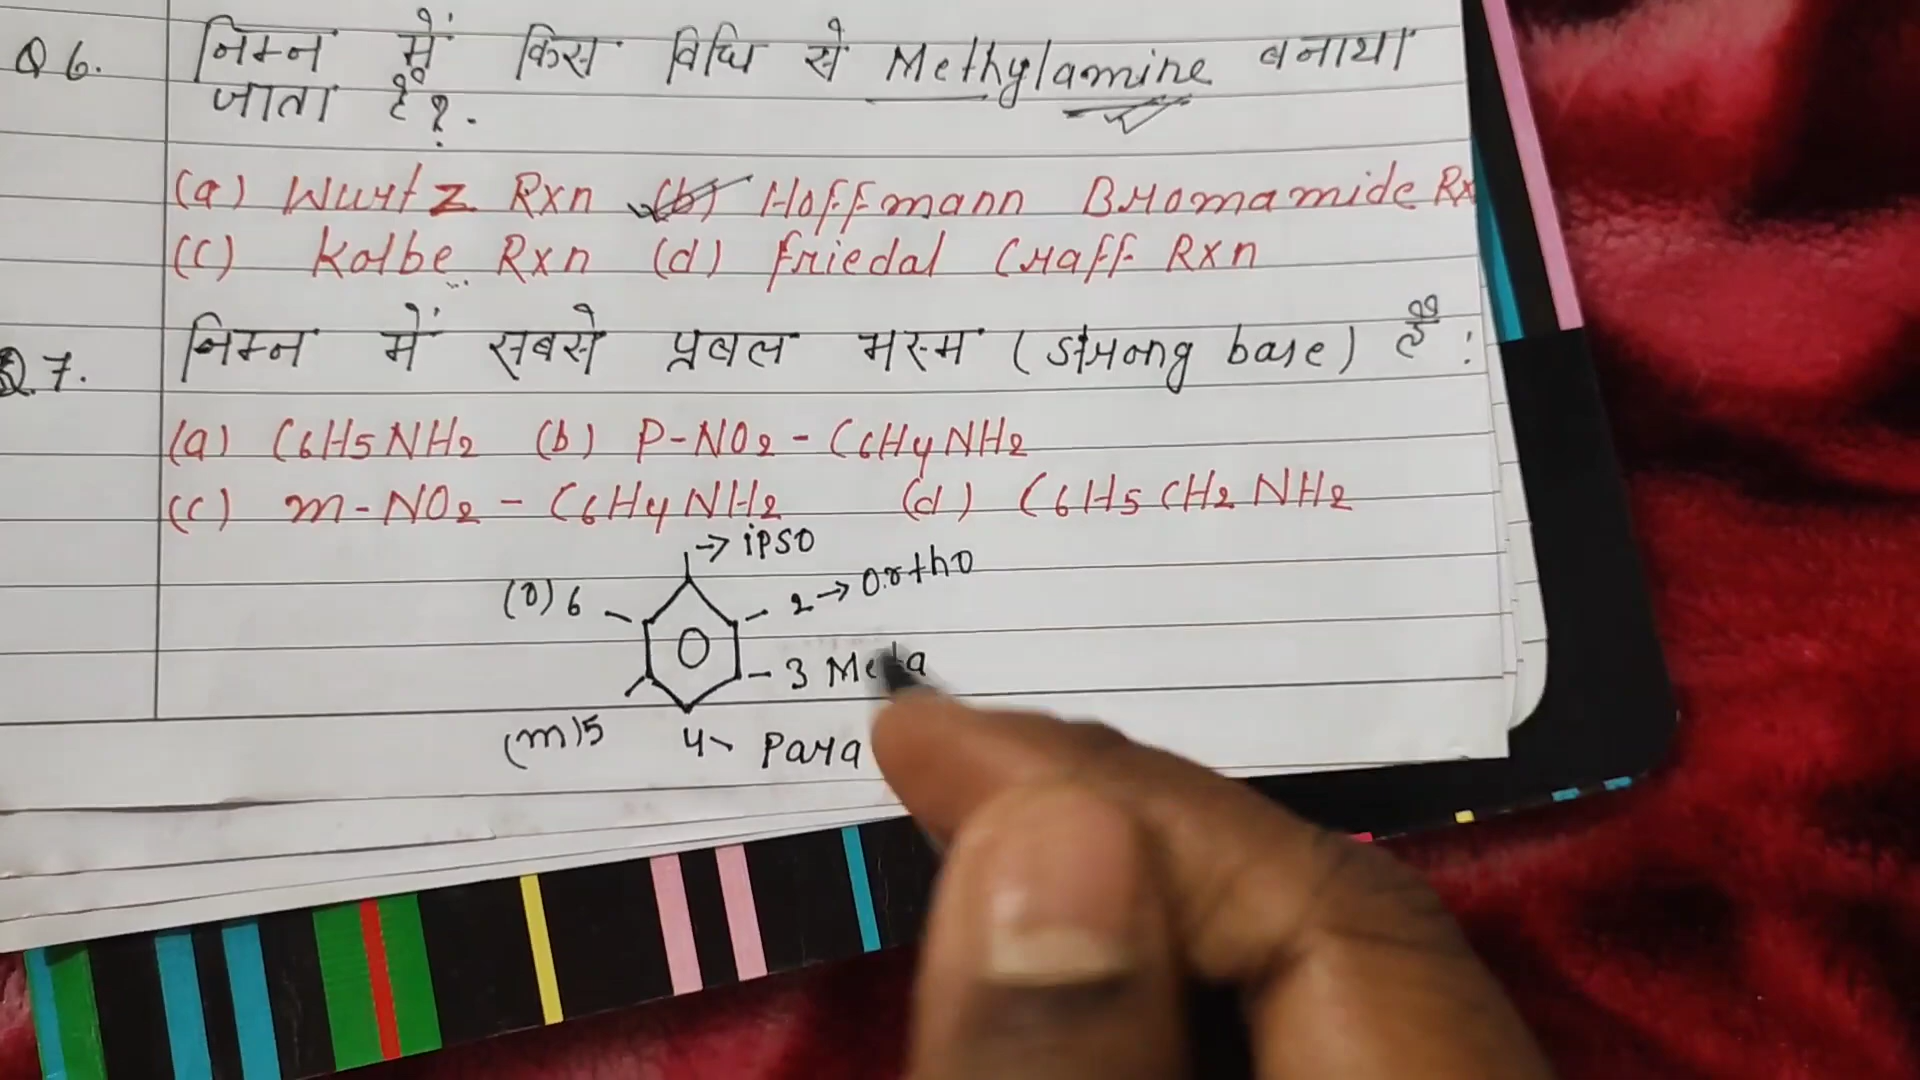 Q 6. निम्न में किस विधि से Methylamine बनाया
जाता है?.
(a) Wurtz Rxn (b) Hoffmann Bromamide Rx
(c) Kolbe Rxn (d) Friedal Craff Rxn
Q.7. निम्न में सबसे प्रबल भस्म (strong base) है :
(a) C6H5NH2 (b) P-NO2-C6H4NH2
(c) m-NO2-C6H4NH2 (d) C6H5CH2NH2
→ iPSO
(o) 6 2→ Ortho
- 3 Meta
(m) 5 4- Para